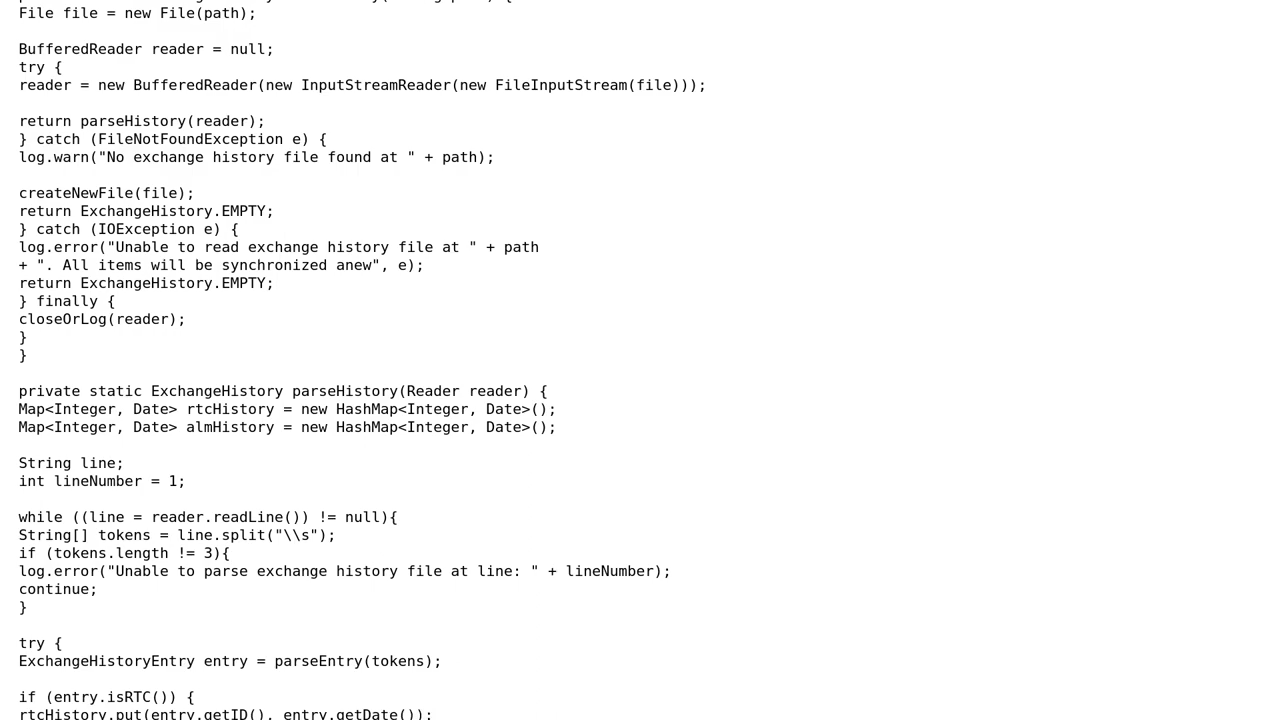 File file = new File(path);
BufferedReader reader = null;
try {
reader = new BufferedReader(new InputStreamReader(new FileInputStream(file)));
return parseHistory(reader);
} catch (FileNotFoundException e) {
log.warn("No exchange history file found at " + path);
createNewFile(file);
return ExchangeHistory.EMPTY;
} catch (IOException e) {
log.error("Unable to read exchange history file at " + path
+ ". All items will be synchronized anew", e);
return ExchangeHistory.EMPTY;
} finally {
closeOrLog(reader);
}
}
private static ExchangeHistory parseHistory(Reader reader) {
Map<Integer, Date> rtcHistory = new HashMap<Integer, Date>();
Map<Integer, Date> almHistory = new HashMap<Integer, Date>();
String line;
int lineNumber = 1;
while ((line = reader.readLine()) != null){
String[] tokens = line.split("\\s");
if (tokens.length != 3){
log.error("Unable to parse exchange history file at line: " + lineNumber);
continue;
}
try {
ExchangeHistoryEntry entry = parseEntry(tokens);
if (entry.isRTC()) {
rtcHistory.put(entry.getID(), entry.getDate());